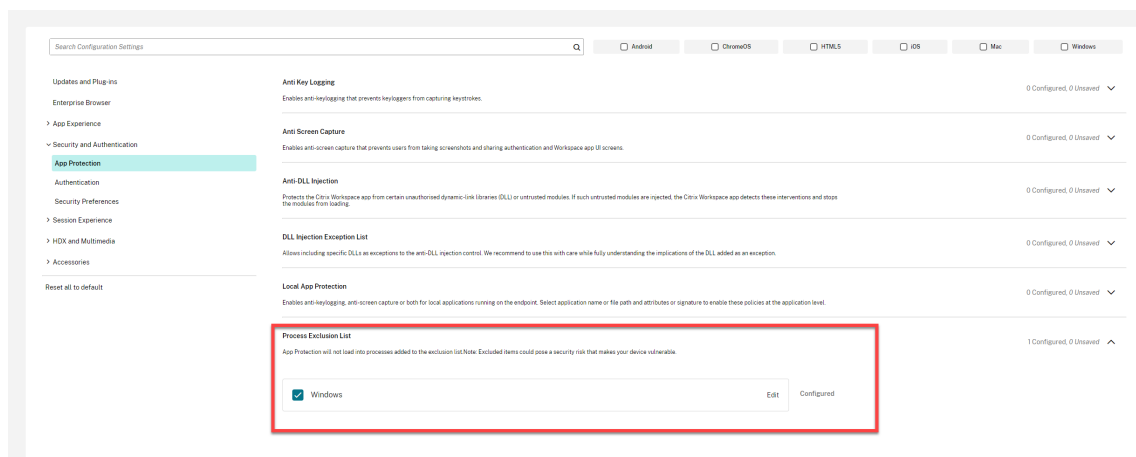 Search Configuration Settings
Android
ChromeOS
HTML5
iOS
Mac
Windows
Updates and Plug-ins
Enterprise Browser
App Experience
Security and Authentication
App Protection
Authentication
Security Preferences
Session Experience
HDX and Multimedia
Accessories
Reset all to default
Anti Key Logging
0 Configured, 0 Unsaved
Enables anti-keylogging that prevents keyloggers from capturing keystrokes.
Anti Screen Capture
0 Configured, 0 Unsaved
Enables anti-screen capture that prevents users from taking screenshots and sharing authentication and Workspace app UI screens.
Anti-DLL Injection
0 Configured, 0 Unsaved
Protects the Citrix Workspace app from certain unauthorised dynamic-link libraries (DLL) or untrusted modules. If such untrusted modules are injected, the Citrix Workspace app detects these interventions and stops
the modules from loading.
DLL Injection Exception List
0 Configured, 0 Unsaved
Allows including specific DLLs as exceptions to the anti-DLL injection control. We recommend to use this with care while fully understanding the implications of the DLL added as an exception.
Local App Protection
0 Configured, 0 Unsaved
Enables anti-keylogging, anti-screen capture or both for local applications running on the endpoint. Select application name or file path and attributes or signature to enable these policies at the application level.
Process Exclusion List
1 Configured, 0 Unsaved
App Protection will not load into processes added to the exclusion list.Note: Excluded items could pose a security risk that makes your device vulnerable.
Windows
Edit
Configured